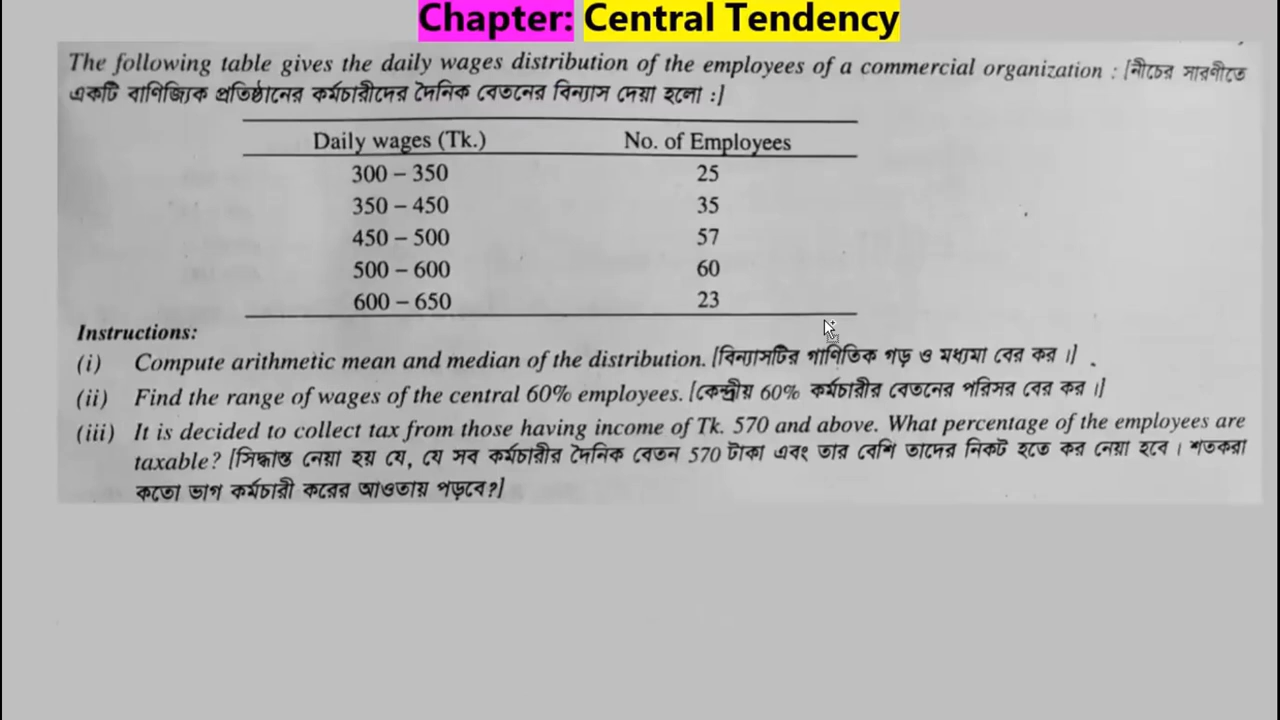 Chapter: Central Tendency
The following table gives the daily wages distribution of the employees of a commercial organization : [নীচের সারণীতে
একটি বাণিজ্যিক প্রতিষ্ঠানের কর্মচারীদের দৈনিক বেতনের বিন্যাস দেয়া হলো :]
Daily wages (Tk.) No. of Employees
300 – 350 25
350 – 450 35
450 – 500 57
500 – 600 60
600 – 650 23
Instructions:
(i) Compute arithmetic mean and median of the distribution. [বিন্যাসটির গাণিতিক গড় ও মধ্যমা বের কর।]
(ii) Find the range of wages of the central 60% employees. [কেন্দ্রীয় 60% কর্মচারীর বেতনের পরিসর বের কর।]
(iii) It is decided to collect tax from those having income of Tk. 570 and above. What percentage of the employees are
taxable? [সিদ্ধান্ত নেয়া হয় যে, যে সব কর্মচারীর দৈনিক বেতন 570 টাকা এবং তার বেশি তাদের নিকট হতে কর নেয়া হবে। শতকরা
কতো ভাগ কর্মচারী করের আওতায় পড়বে?]